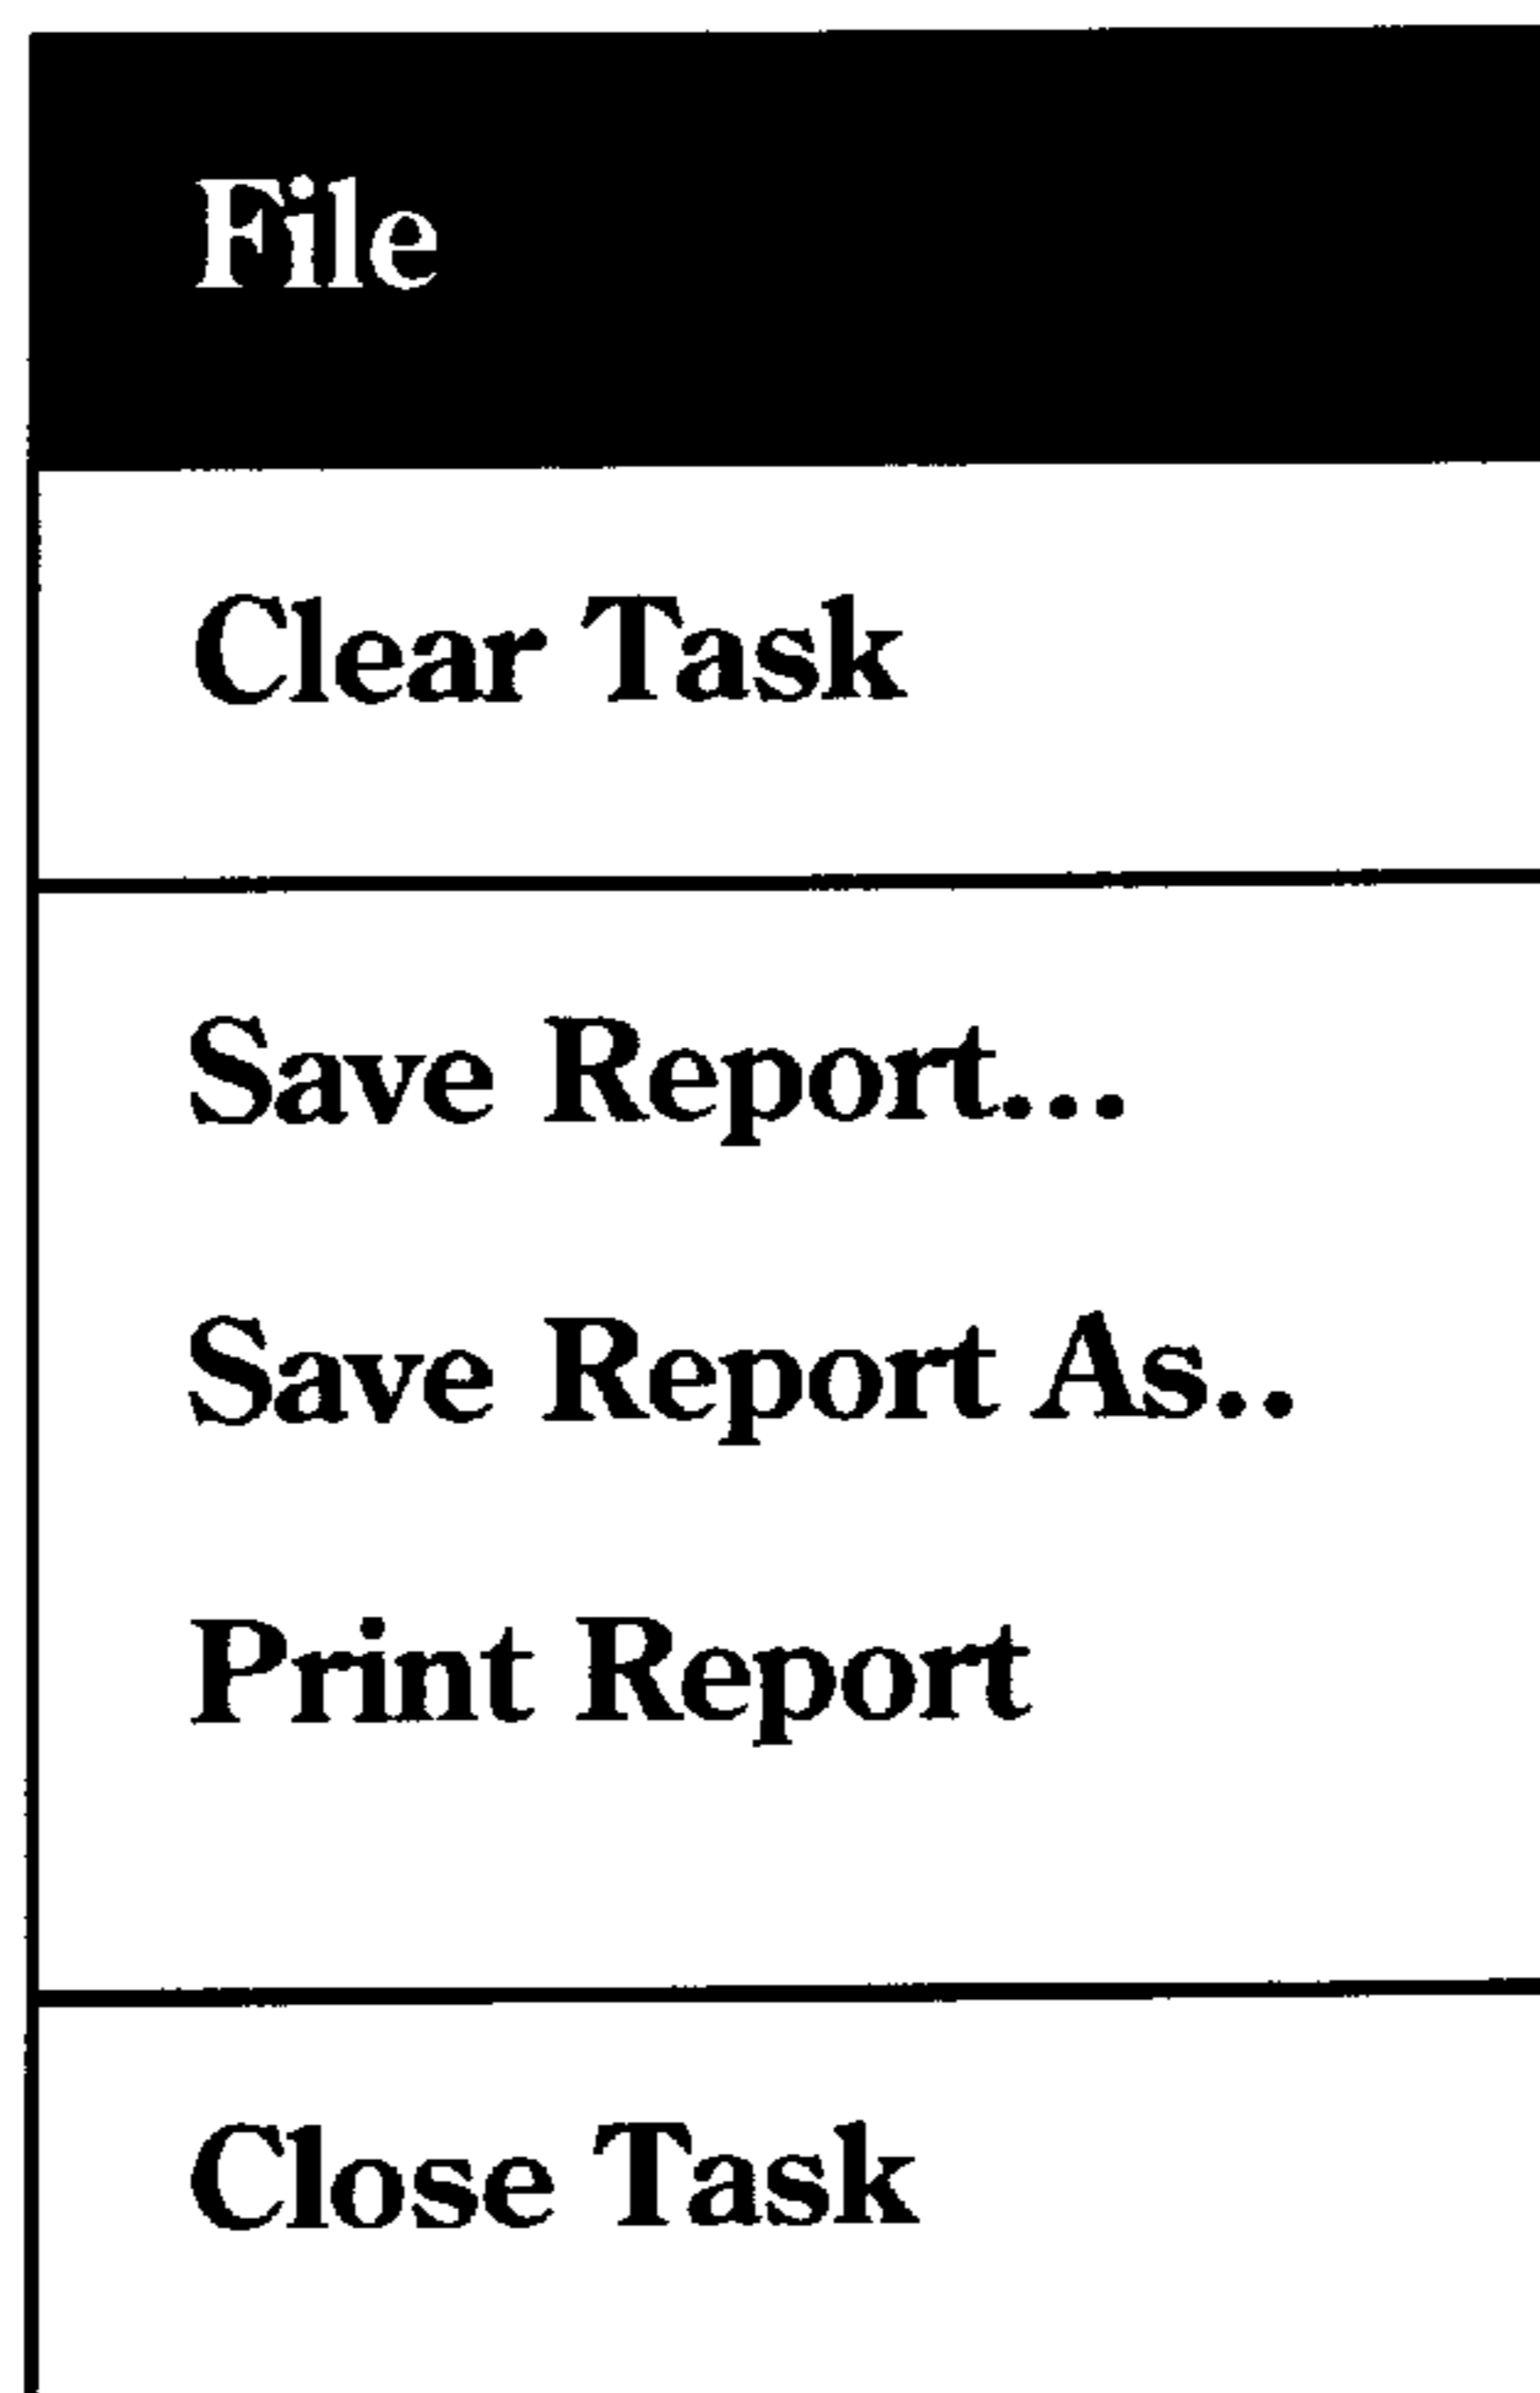 File
Clear Task
Save Report...
Save Report As..
Print Report
Close Task